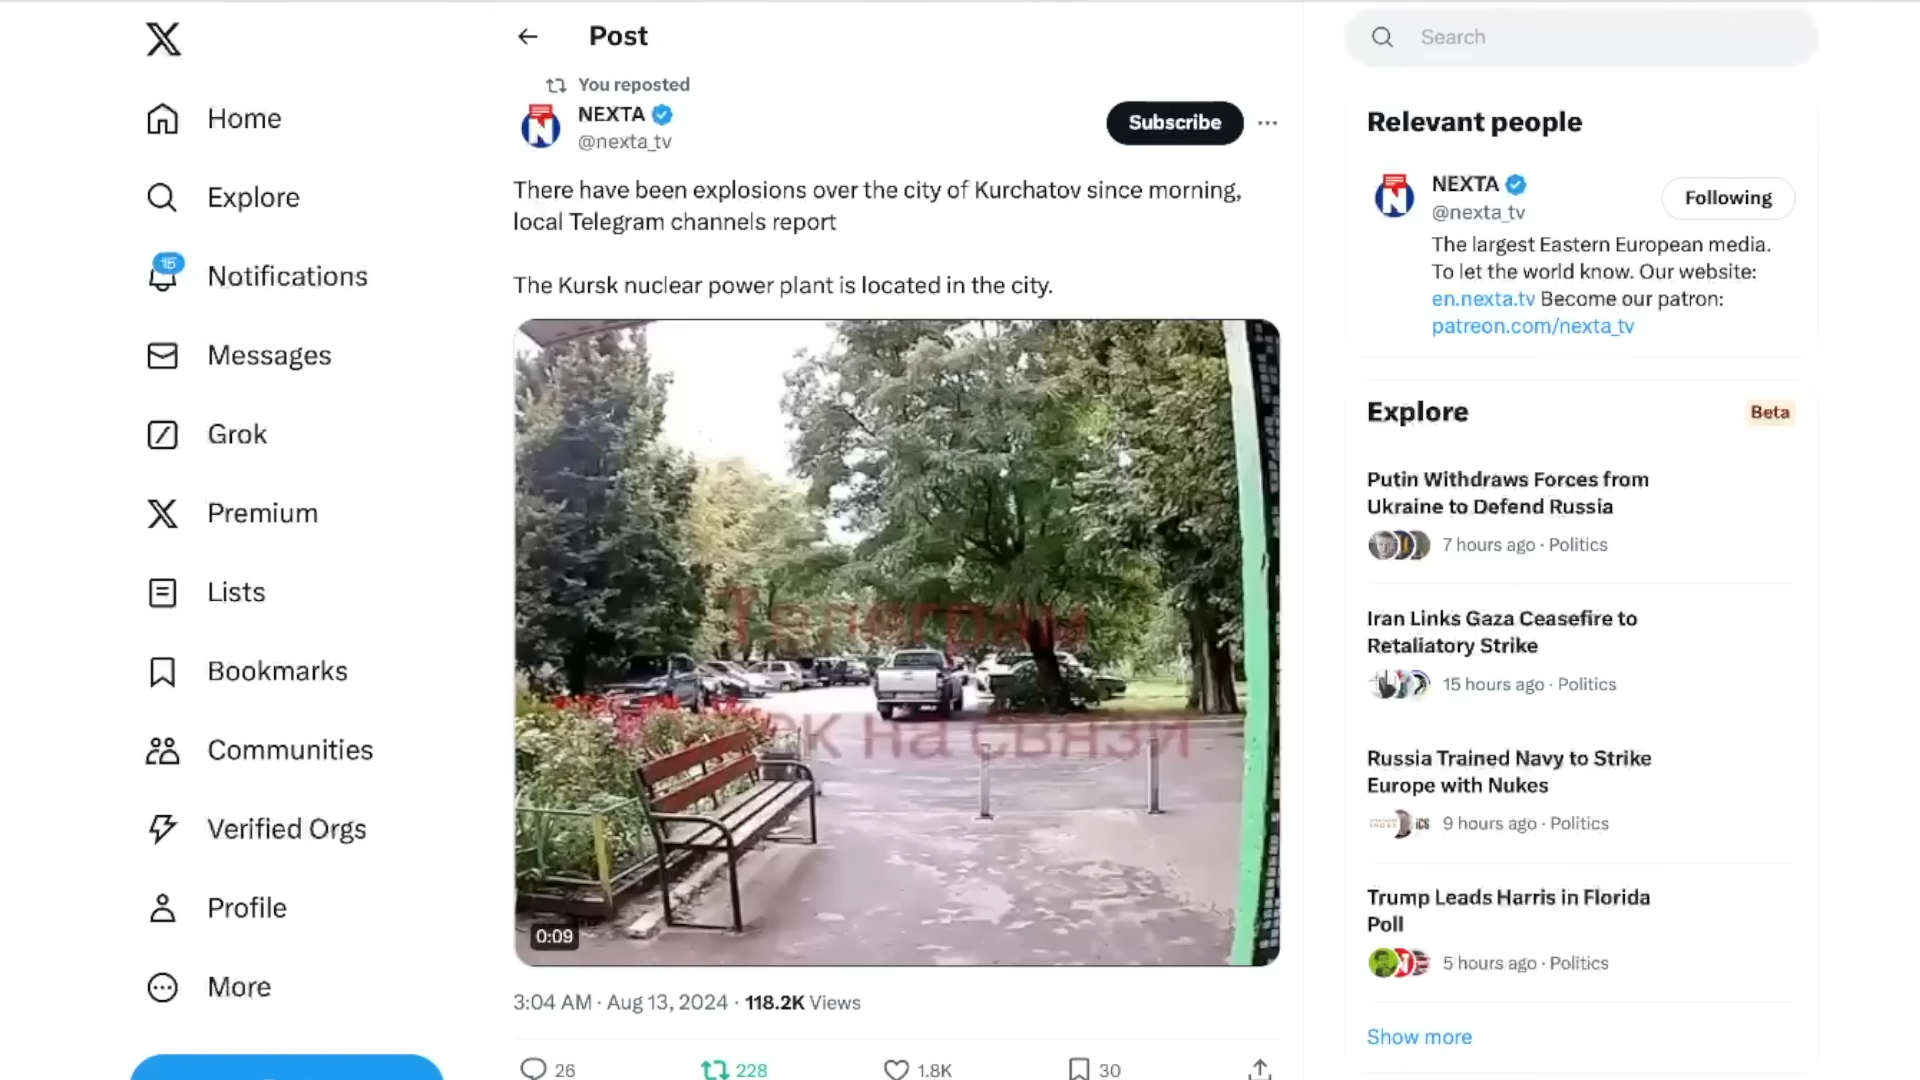 Post
Search
You reposted
NEXTA
@nexta_tv
Subscribe
There have been explosions over the city of Kurchatov since morning,
local Telegram channels report
The Kursk nuclear power plant is located in the city.
Телеграм
на связи
0:09
3:04 AM · Aug 13, 2024 · 118.2K Views
26
228
1.8K
30
15
Home
Explore
Notifications
Messages
Grok
Premium
Lists
Bookmarks
Communities
Verified Orgs
Profile
More
Relevant people
NEXTA
@nexta_tv
Following
The largest Eastern European media.
To let the world know. Our website:
en.nexta.tv Become our patron:
patreon.com/nexta_tv
Explore
Beta
Putin Withdraws Forces from
Ukraine to Defend Russia
7 hours ago · Politics
Iran Links Gaza Ceasefire to
Retaliatory Strike
15 hours ago · Politics
Russia Trained Navy to Strike
Europe with Nukes
9 hours ago · Politics
Trump Leads Harris in Florida
Poll
5 hours ago · Politics
Show more